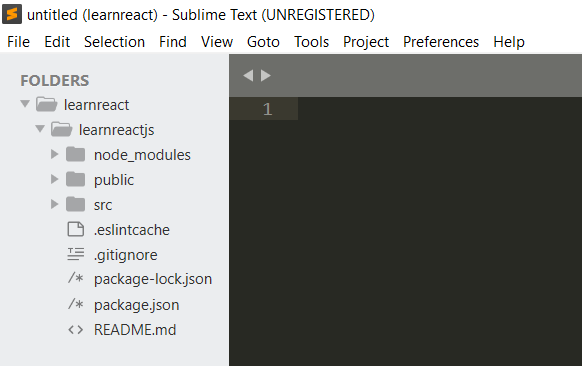 untitled (learnreact) - Sublime Text (UNREGISTERED)
File Edit Selection Find View Goto Tools Project Preferences Help
FOLDERS
learnreact
learnreactjs
node_modules
public
src
.eslintcache
.gitignore
/* package-lock.json
/* package.json
<> README.md
1